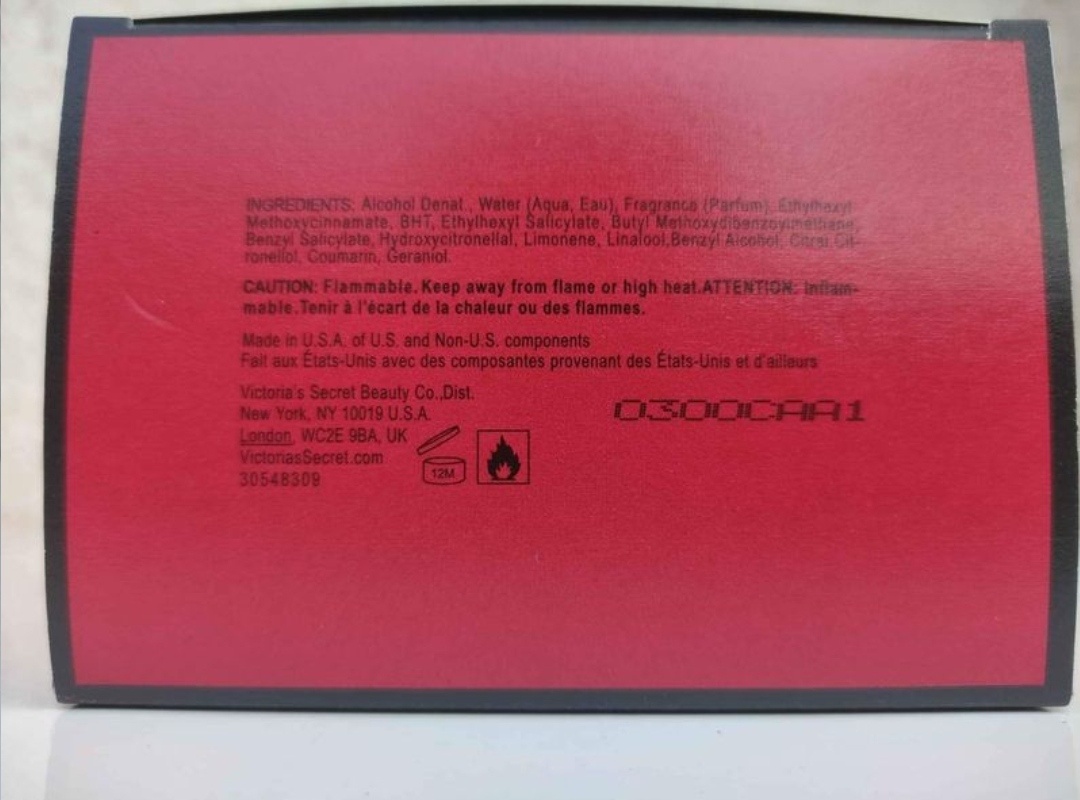 INGREDIENTS: Alcohol Denat., Water (Aqua, Eau), Fragrance (Parfum), Ethylhexyl
Methoxycinnamate, BHT, Ethylhexyl Salicylate, Butyl Methoxydibenzoylmethane,
Benzyl Salicylate, Hydroxycitronellal, Limonene, Linalool,Benzyl Alcohol, Citral,Cit-
ronellol, Coumarin, Geraniol.
CAUTION: Flammable. Keep away from flame or high heat.ATTENTION: Inflam-
mable.Tenir à l'écart de la chaleur ou des flammes.
Made in U.S.A. of U.S. and Non-U.S. components
Fait aux États-Unis avec des composantes provenant des États-Unis et d'ailleurs
Victoria's Secret Beauty Co.,Dist.
New York, NY 10019 U.S.A.
London, WC2E 9BA, UK
VictoriasSecret.com
30548309
12M
0300CAA1